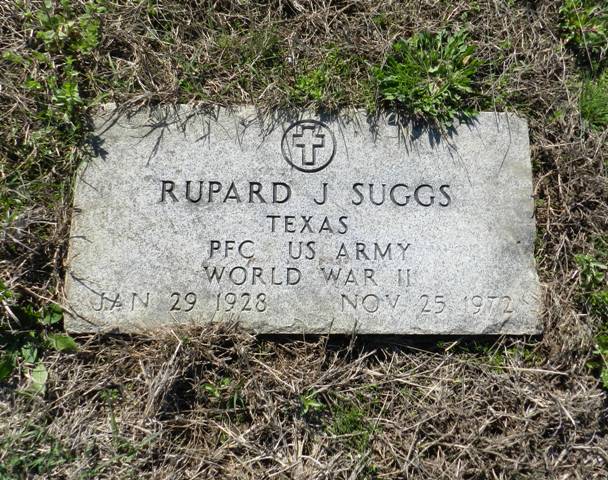 RUPARD J SUGGS
TEXAS
PFC US ARMY
WORLD WAR II
JAN 29 1928 NOV 25 1972